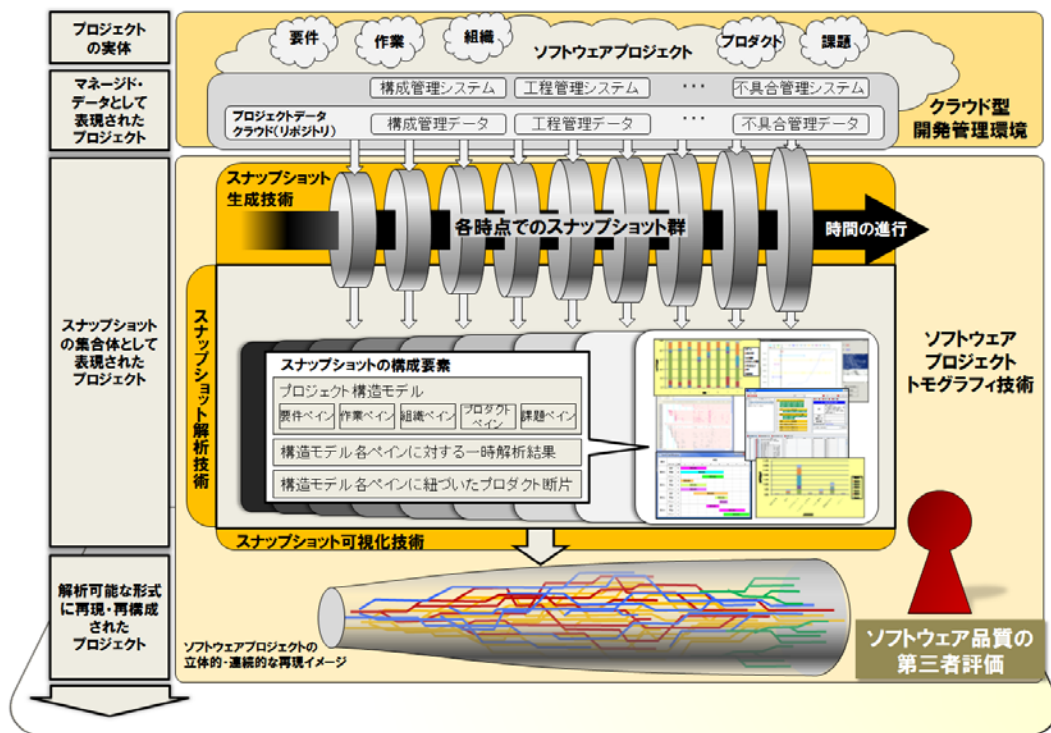 プロジェクト
の実体
要件
作業
組織
ソフトウェアプロジェクト
プロダクト
課題
マネージド・
データとして
表現された
プロジェクト
構成管理システム
工程管理システム
・・・
不具合管理システム
プロジェクトデータ
クラウド(リポジトリ)
構成管理データ
工程管理データ
・・・
不具合管理データ
クラウド型
開発管理環境
スナップショット
生成技術
各時点でのスナップショット群
時間の進行
スナップショット
の集合体として
表現された
プロジェクト
スナップショット解析技術
スナップショットの構成要素
プロジェクト構造モデル
要件ペイン
作業ペイン
組織ペイン
プロダクト
ペイン
課題ペイン
構造モデル各ペインに対する一時解析結果
構造モデル各ペインに紐づいたプロダクト断片
ソフトウェア
プロジェクト
トモグラフィ技術
スナップショット可視化技術
解析可能な形式
に再現・再構成
された
プロジェクト
ソフトウェアプロジェクトの
立体的・連続的な再現イメージ
ソフトウェア品質の
第三者評価